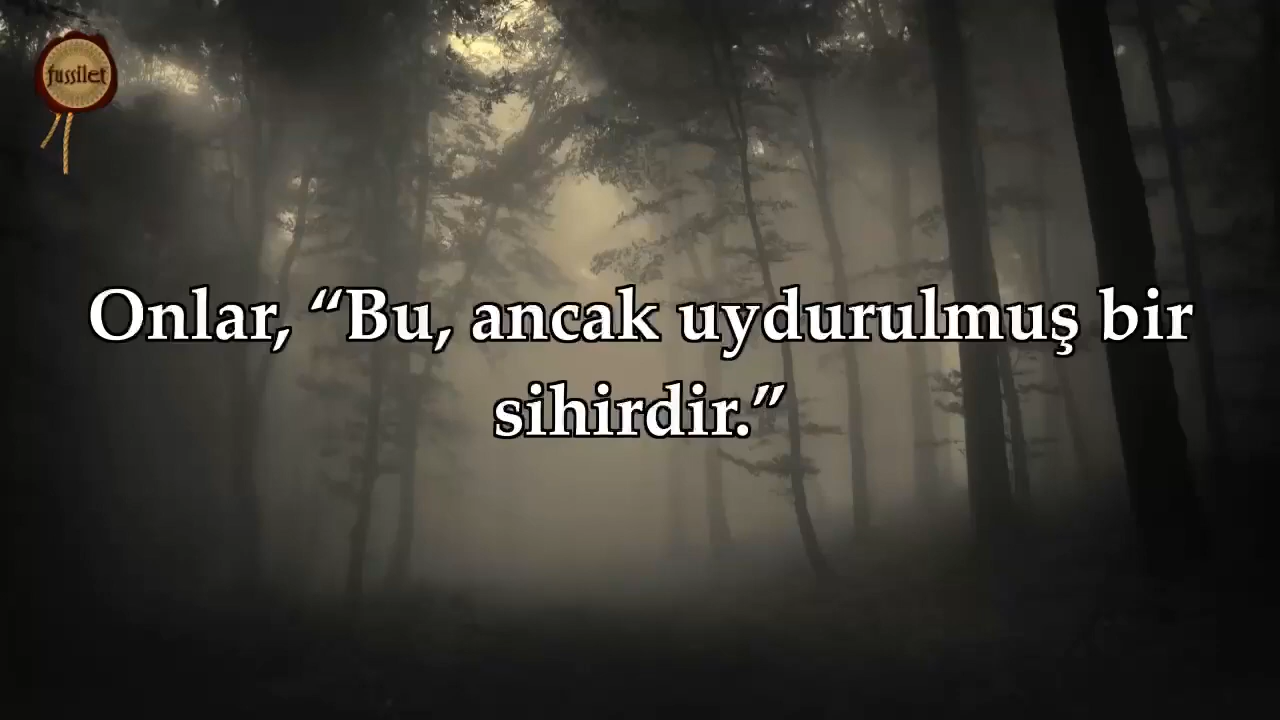 fussilet
Onlar, “Bu, ancak uydurulmuş bir
sihirdir.”